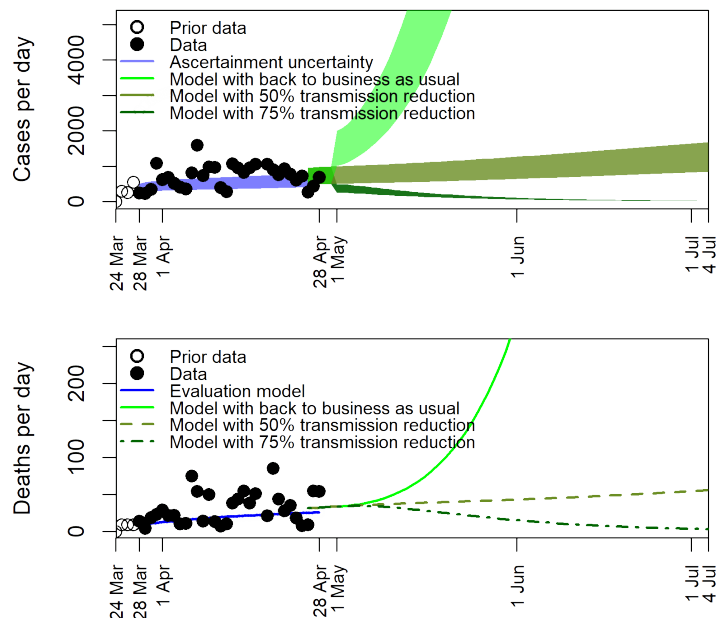 Cases per day
4000
2000
0
Prior data
Data
Ascertainment uncertainty
Model with back to business as usual
Model with 50% transmission reduction
Model with 75% transmission reduction
24 Mar
28 Mar
1 Apr
28 Apr
1 May
1 Jun
1 Jul
4 Jul
Deaths per day
200
100
0
Prior data
Data
Evaluation model
Model with back to business as usual
Model with 50% transmission reduction
Model with 75% transmission reduction
24 Mar
28 Mar
1 Apr
28 Apr
1 May
1 Jun
1 Jul
4 Jul